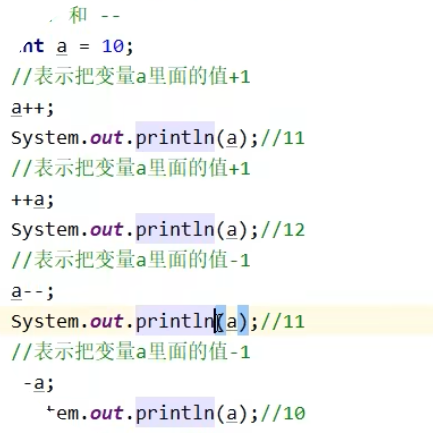 和 --
nt a = 10;
//表示把变量a里面的值+1
a++;
System.out.println(a);//11
//表示把变量a里面的值+1
++a;
System.out.println(a);//12
//表示把变量a里面的值-1
a--;
System.out.println(a);//11
//表示把变量a里面的值-1
-a;
em.out.println(a);//10